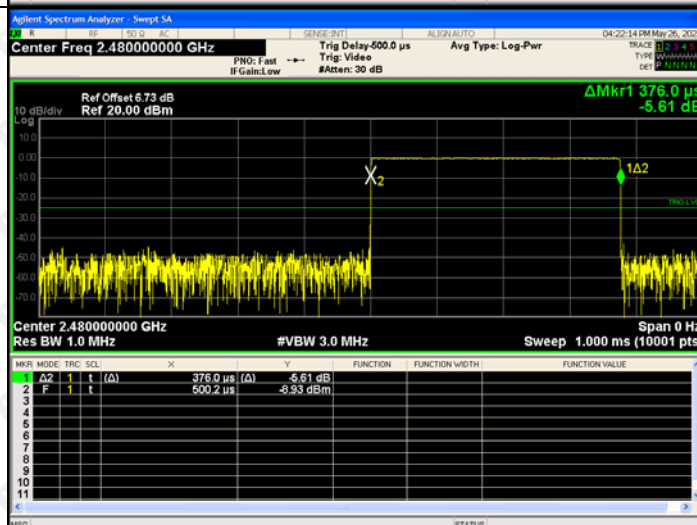 Agilent Spectrum Analyzer - Swept SA
R RF 50 Ω AC SENSE:INT ALIGNAUTO 04:22:14 PM May 26, 202
Center Freq 2.480000000 GHz Trig Delay-500.0 µs Avg Type: Log-Pwr TRACE 1 2 3 4 5
PNO: Fast Trig: Video TYPE
IFGain:Low #Atten: 30 dB DET P N N N N
ΔMkr1 376.0 µs
Ref Offset 6.73 dB
10 dB/div Ref 20.00 dBm -5.61 dB
Log
10.0
0.00
1Δ2
-10.0
2
-20.0
TRIG LV
-30.0
-40.0
-50.0
-60.0
-70.0
Center 2.480000000 GHz Span 0 Hz
Res BW 1.0 MHz #VBW 3.0 MHz Sweep 1.000 ms (10001 pts
MKR MODE TRC SCL X Y FUNCTION FUNCTION WIDTH FUNCTION VALUE
1 Δ2 1 t (Δ) 376.0 µs (Δ) -5.61 dB
2 F 1 t 500.2 µs -8.93 dBm
3
4
5
6
7
8
9
10
11
MSG STATUS